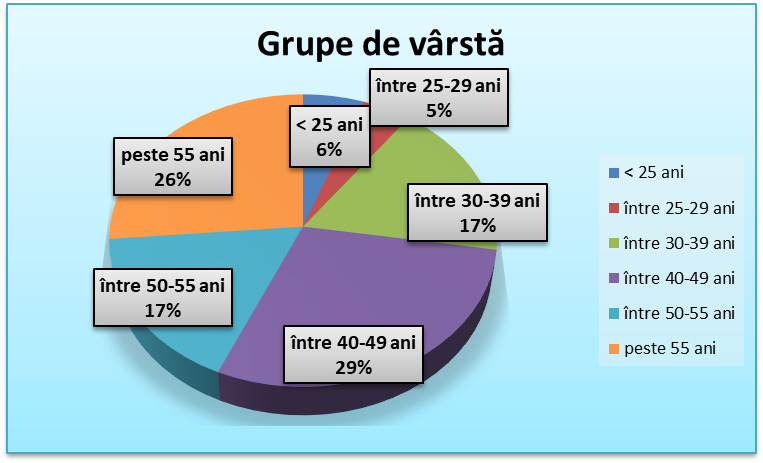 Grupe de vârstă
între 25-29 ani
5%
< 25 ani
6%
peste 55 ani
26%
între 30-39 ani
17%
între 50-55 ani
17%
între 40-49 ani
29%
< 25 ani
între 25-29 ani
între 30-39 ani
între 40-49 ani
între 50-55 ani
peste 55 ani